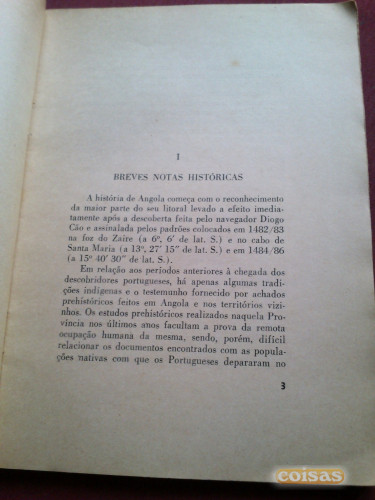 I
BREVES NOTAS HISTÓRICAS
A história de Angola começa com o reconhecimento
da maior parte do seu litoral levado a efeito imedia-
tamente após a descoberta feita pelo navegador Diogo
Cão e assinalada pelos padrões colocados em 1482/83
na foz do Zaire (a 6º, 6′ de lat. S.) e no cabo de
Santa Maria (a 13º, 27′ 15″ de lat. S.) e em 1484/86
(a 15º 40′ 30″ de lat. S.).
Em relação aos períodos anteriores à chegada dos
descobridores portugueses, há apenas algumas tradi-
ções indígenas e o testemunho fornecido por achados
prehistóricos feitos em Angola e nos territórios vizi-
nhos. Os estudos prehistóricos realizados naquela Pro-
víncia nos últimos anos facultam a prova da remota
ocupação humana da mesma, sendo, porém, difícil
relacionar os documentos encontrados com as popula-
ções nativas com que os Portugueses depararam no
3
coisas